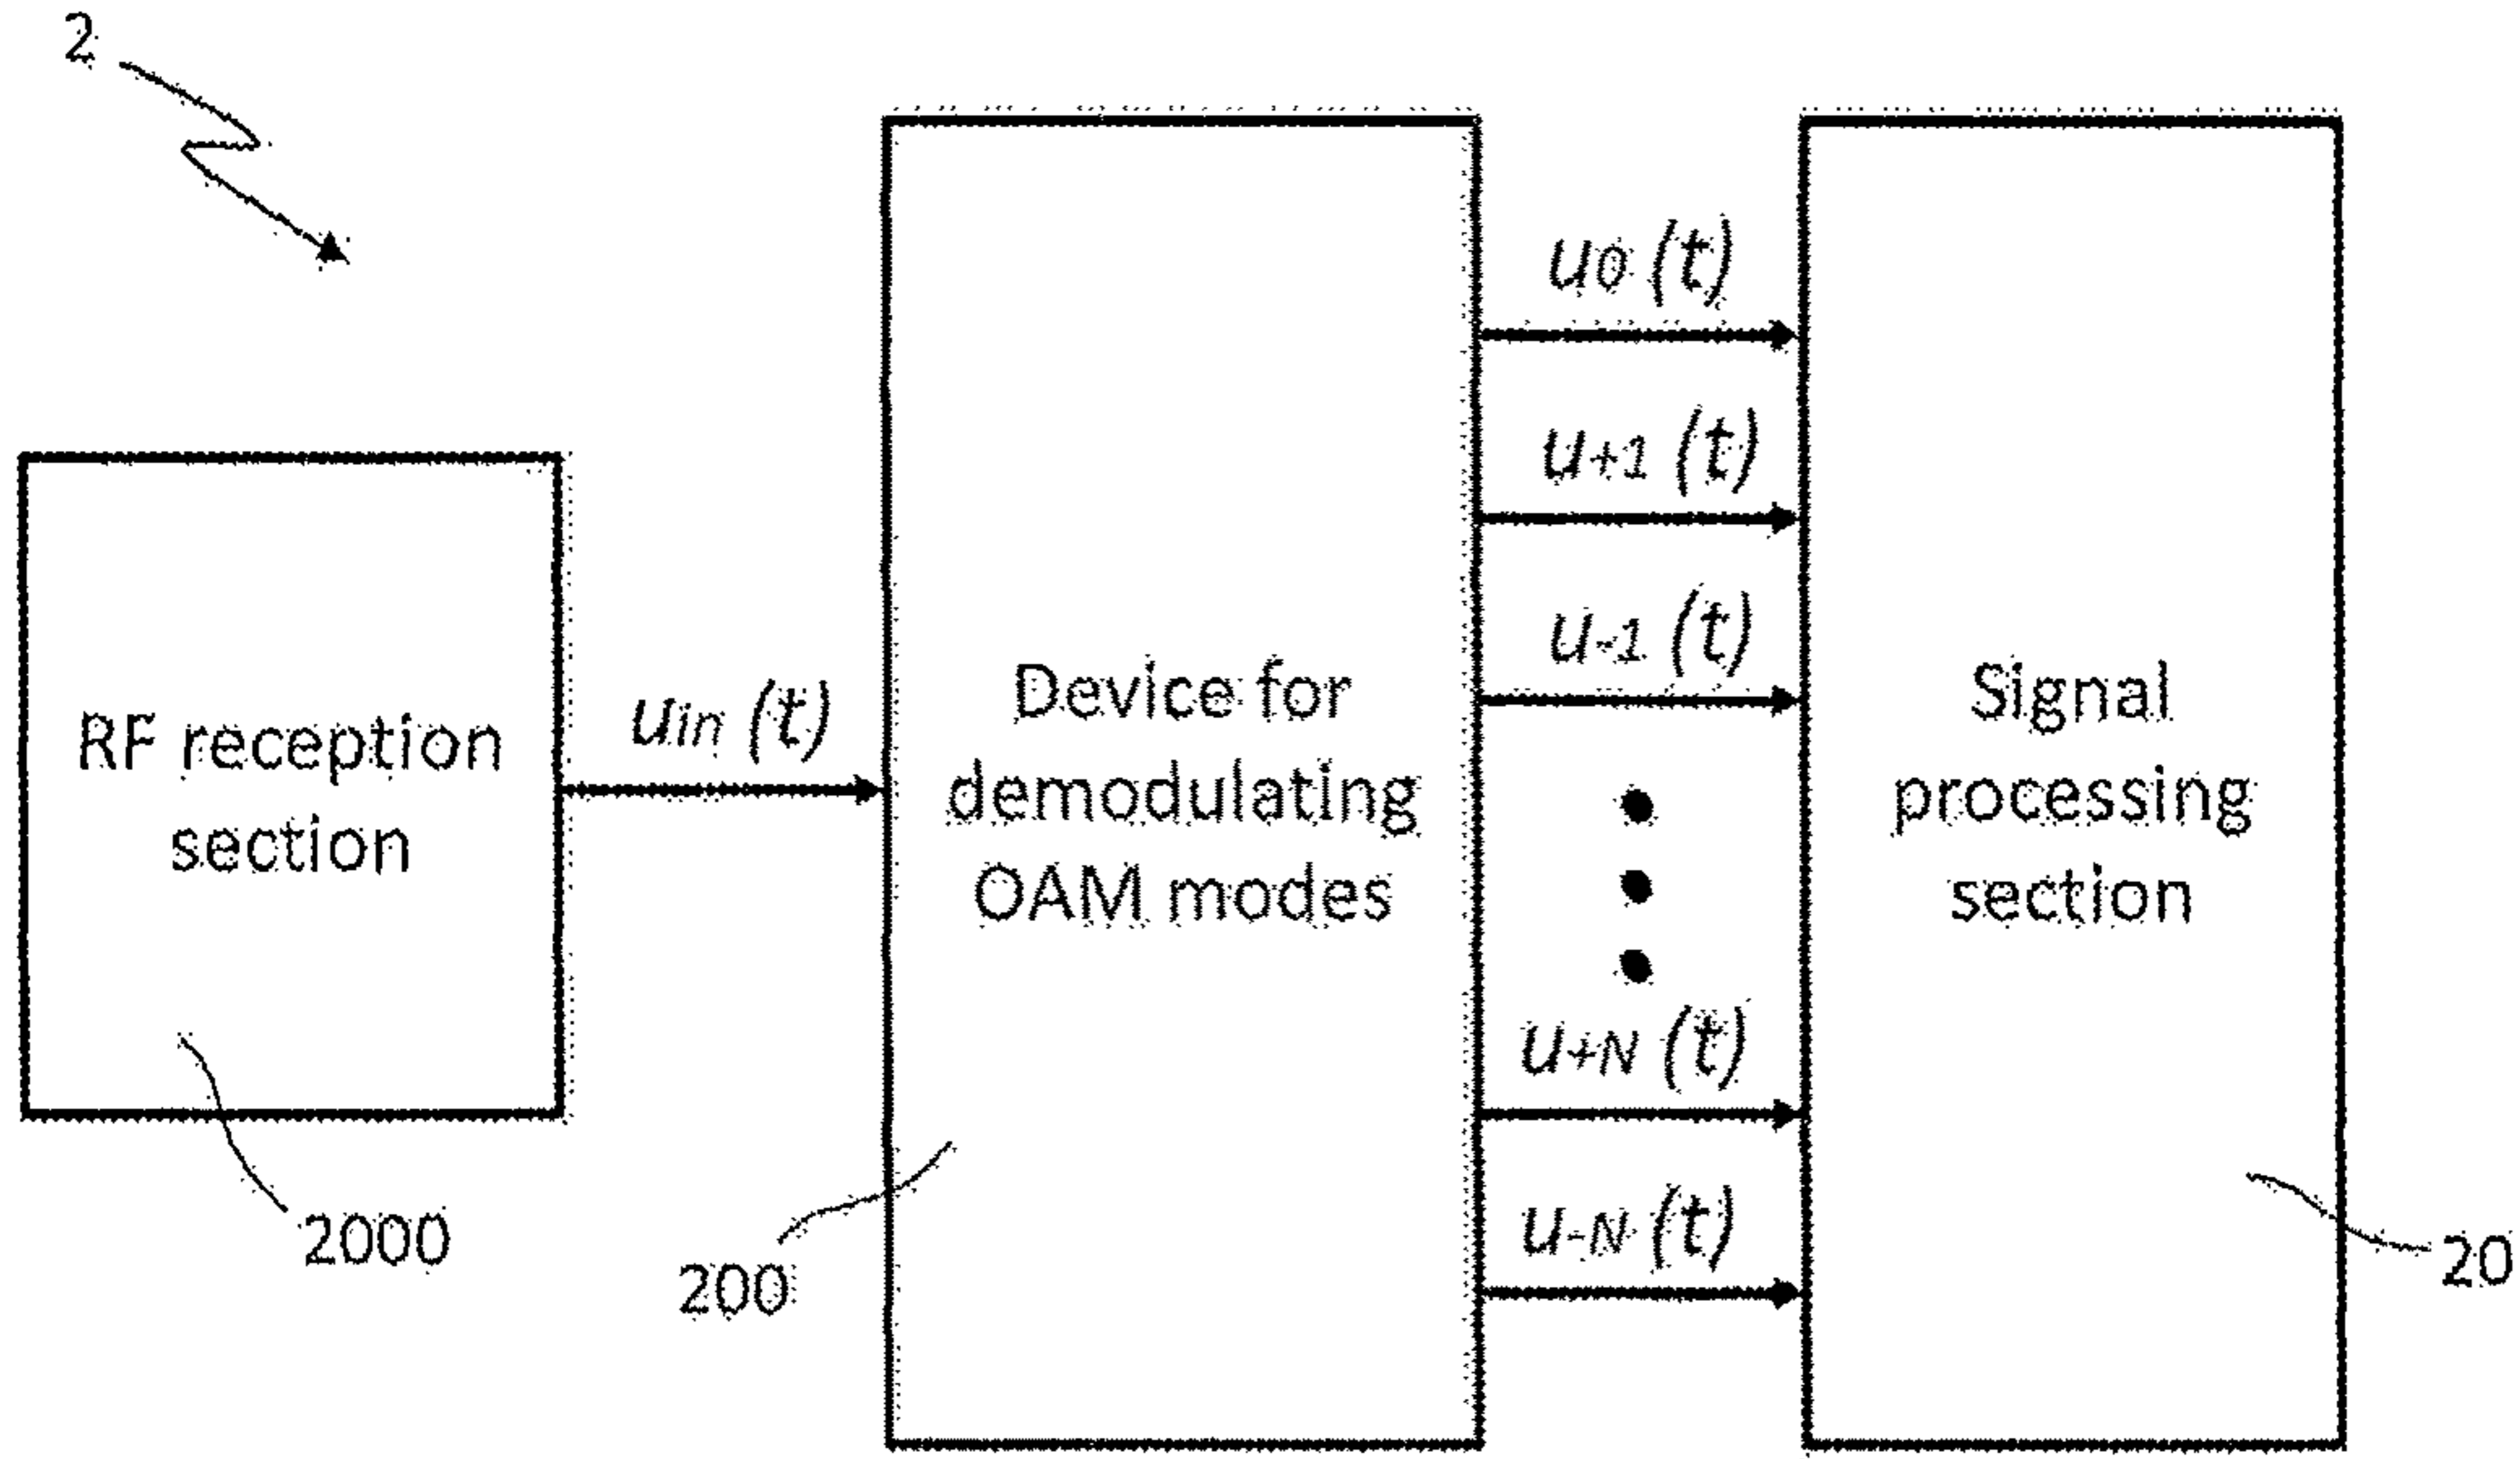 2
RF reception
section
2000
uin (t)
Device for
demodulating
OAM modes
200
u0 (t)
u+1 (t)
u-1 (t)
u+N (t)
u-N (t)
Signal
processing
section
20